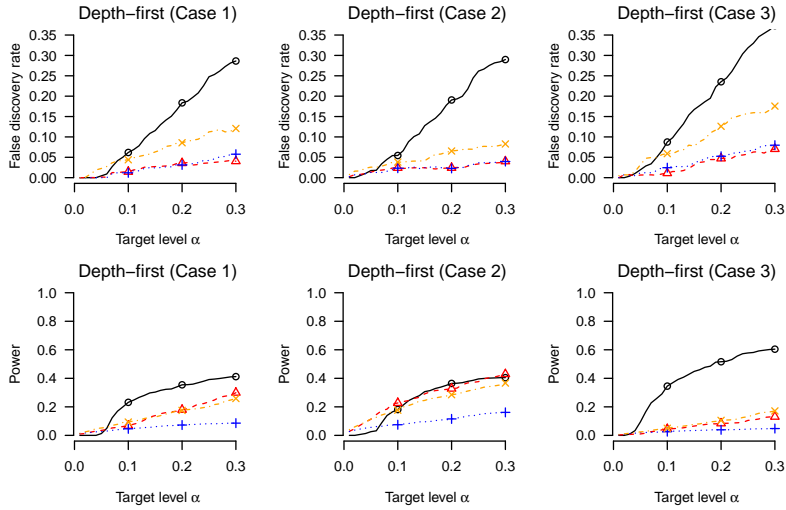 Depth−first (Case 1)
Depth−first (Case 2)
Depth−first (Case 3)
False discovery rate
0.35
0.30
0.25
0.20
0.15
0.10
0.05
0.00
0.0 0.1 0.2 0.3
Target level α
False discovery rate
0.35
0.30
0.25
0.20
0.15
0.10
0.05
0.00
0.0 0.1 0.2 0.3
Target level α
False discovery rate
0.35
0.30
0.25
0.20
0.15
0.10
0.05
0.00
0.0 0.1 0.2 0.3
Target level α
Depth−first (Case 1)
Depth−first (Case 2)
Depth−first (Case 3)
Power
1.0
0.8
0.6
0.4
0.2
0.0
0.0 0.1 0.2 0.3
Target level α
Power
1.0
0.8
0.6
0.4
0.2
0.0
0.0 0.1 0.2 0.3
Target level α
Power
1.0
0.8
0.6
0.4
0.2
0.0
0.0 0.1 0.2 0.3
Target level α